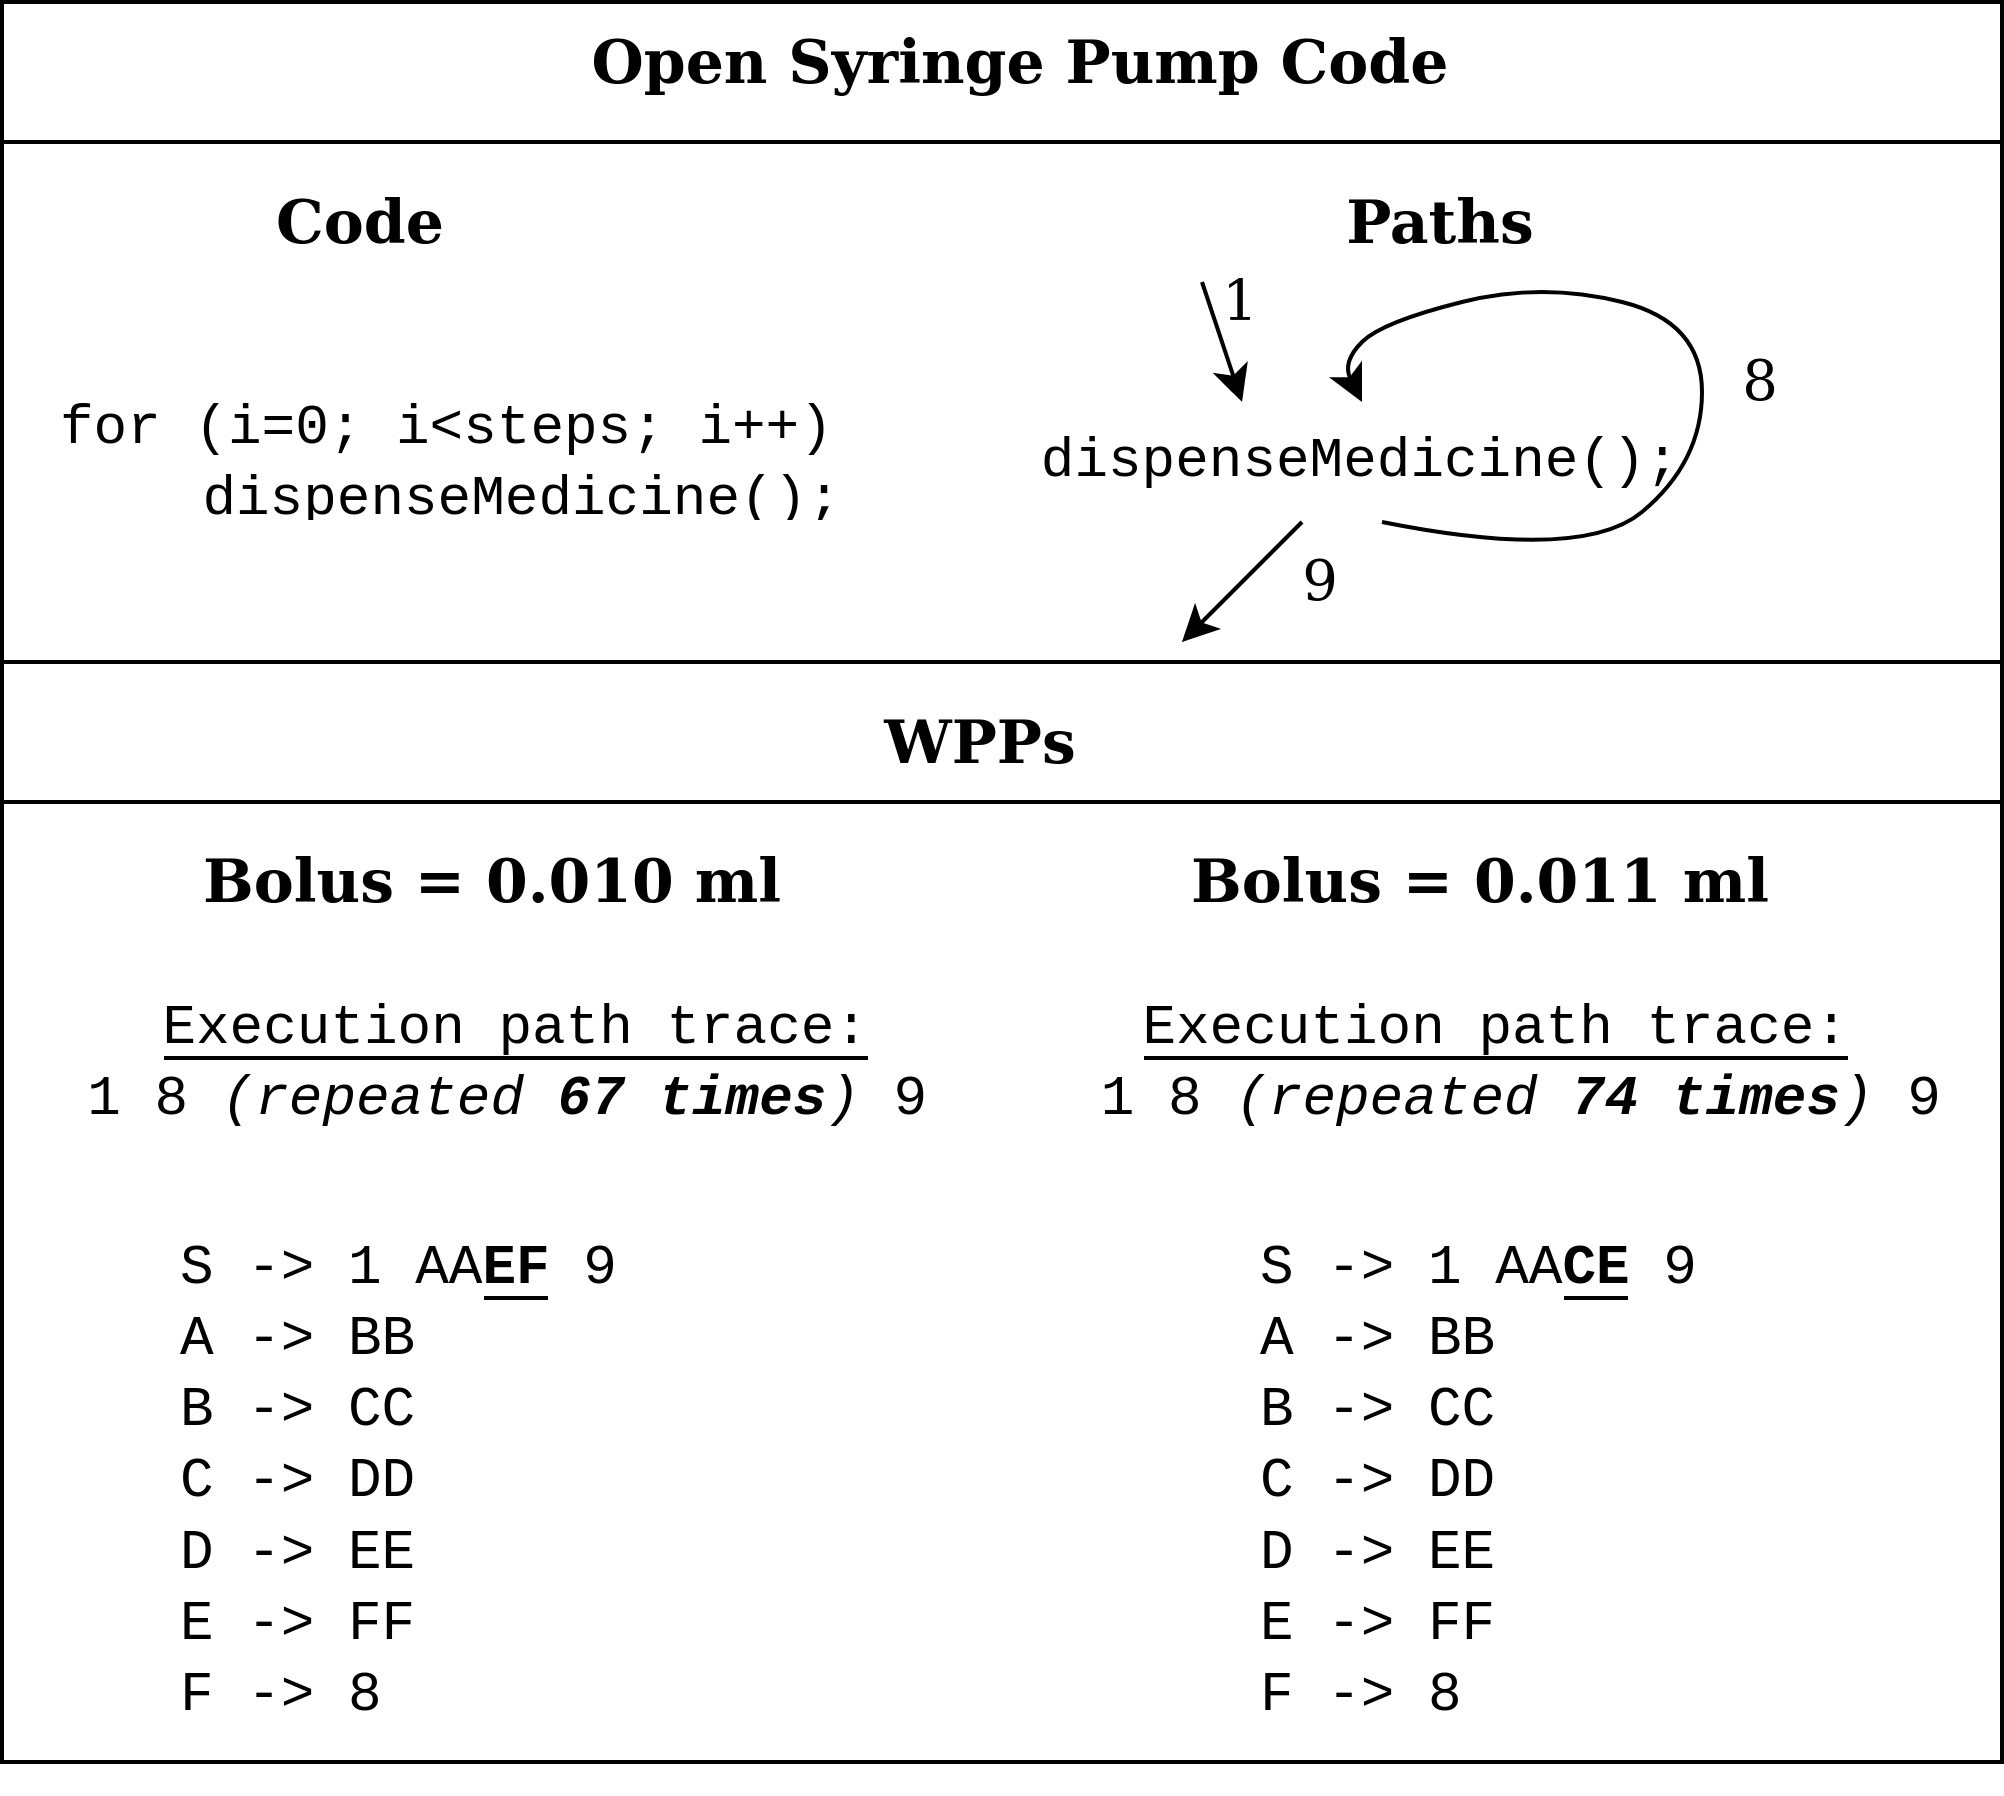 Open Syringe Pump Code
Code
Paths
1
8
for (i=0; i<steps; i++)
dispenseMedicine();
dispenseMedicine();
9
WPPs
Bolus = 0.010 ml
Execution path trace:
1 8 (repeated 67 times) 9
S -> 1 AAEF 9
A -> BB
B -> CC
C -> DD
D -> EE
E -> FF
F -> 8
Bolus = 0.011 ml
Execution path trace:
1 8 (repeated 74 times) 9
S -> 1 AACE 9
A -> BB
B -> CC
C -> DD
D -> EE
E -> FF
F -> 8